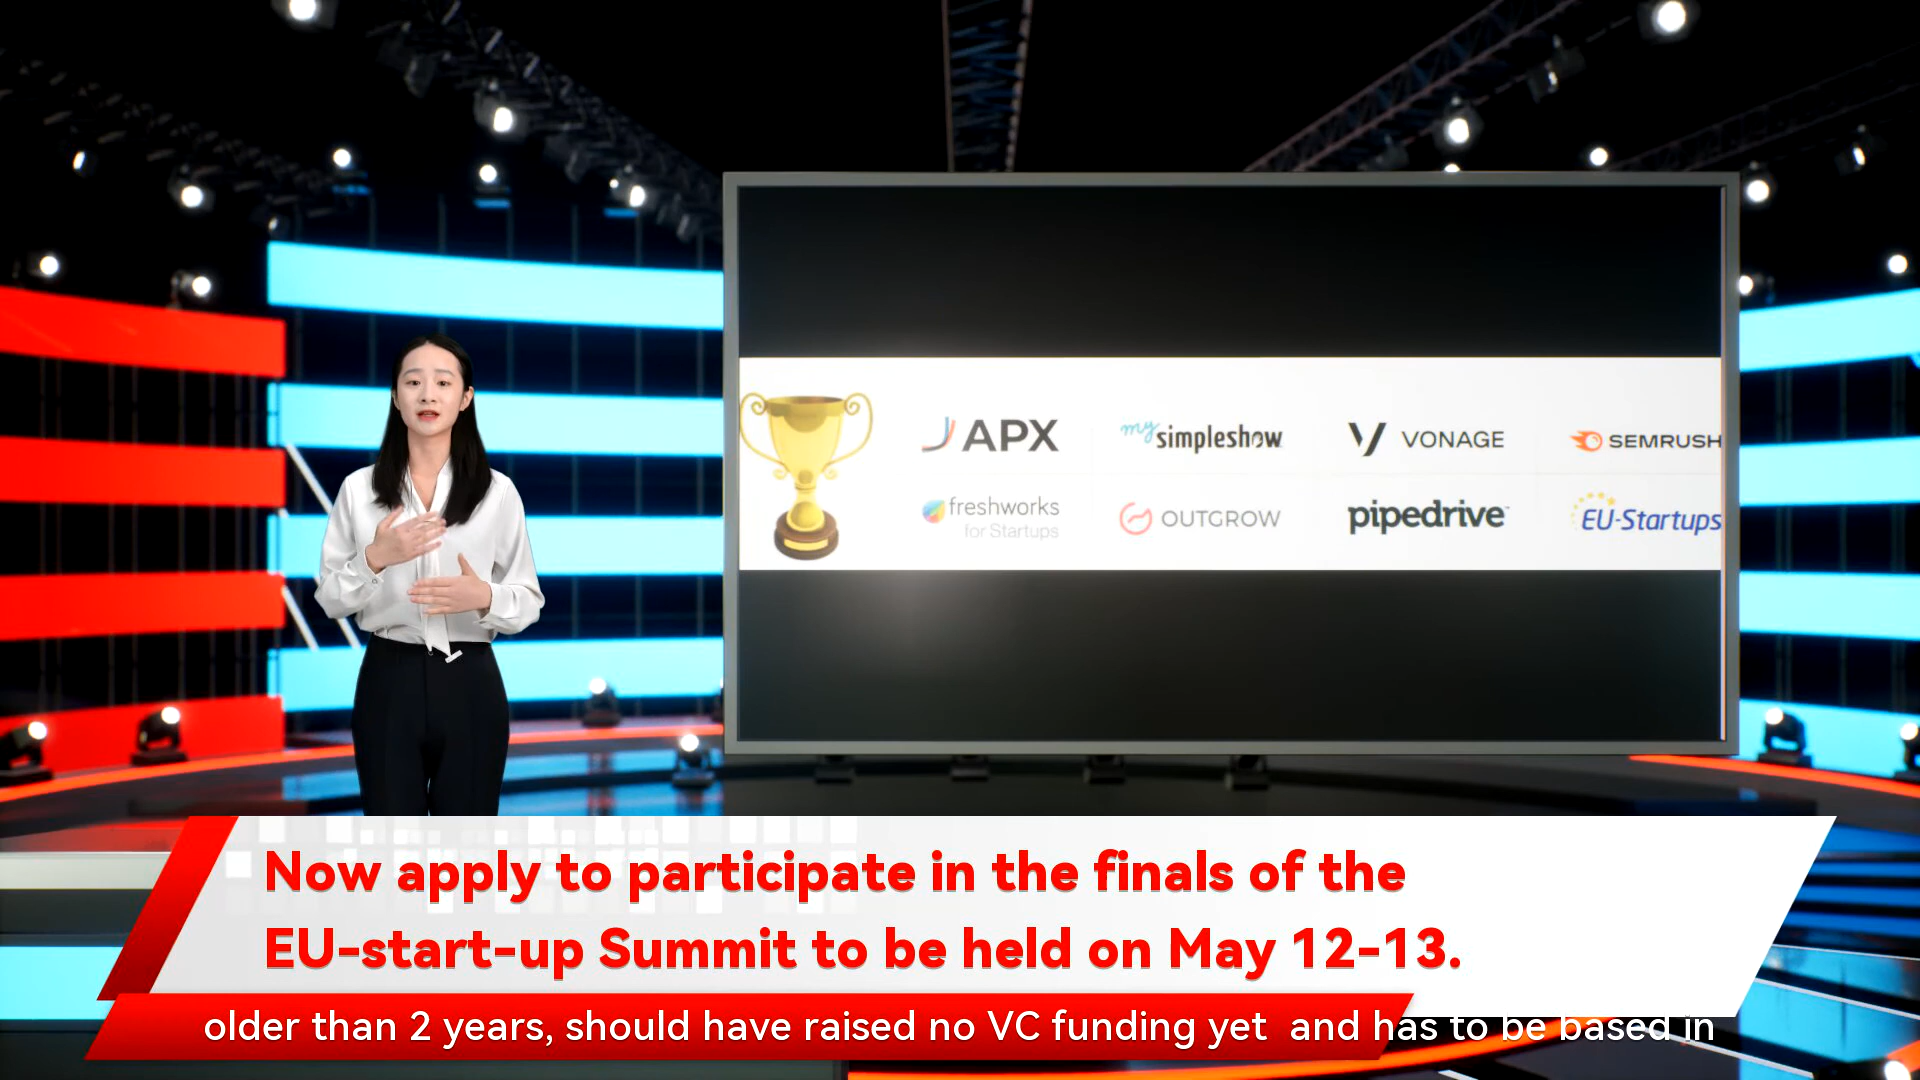 APX
my simpleshow
VONAGE
SEMRUSH
freshworks
for Startups
OUTGROW
pipedrive
EU-Startups
Now apply to participate in the finals of the
EU-start-up Summit to be held on May 12-13.
older than 2 years, should have raised no VC funding yet and has to be based in